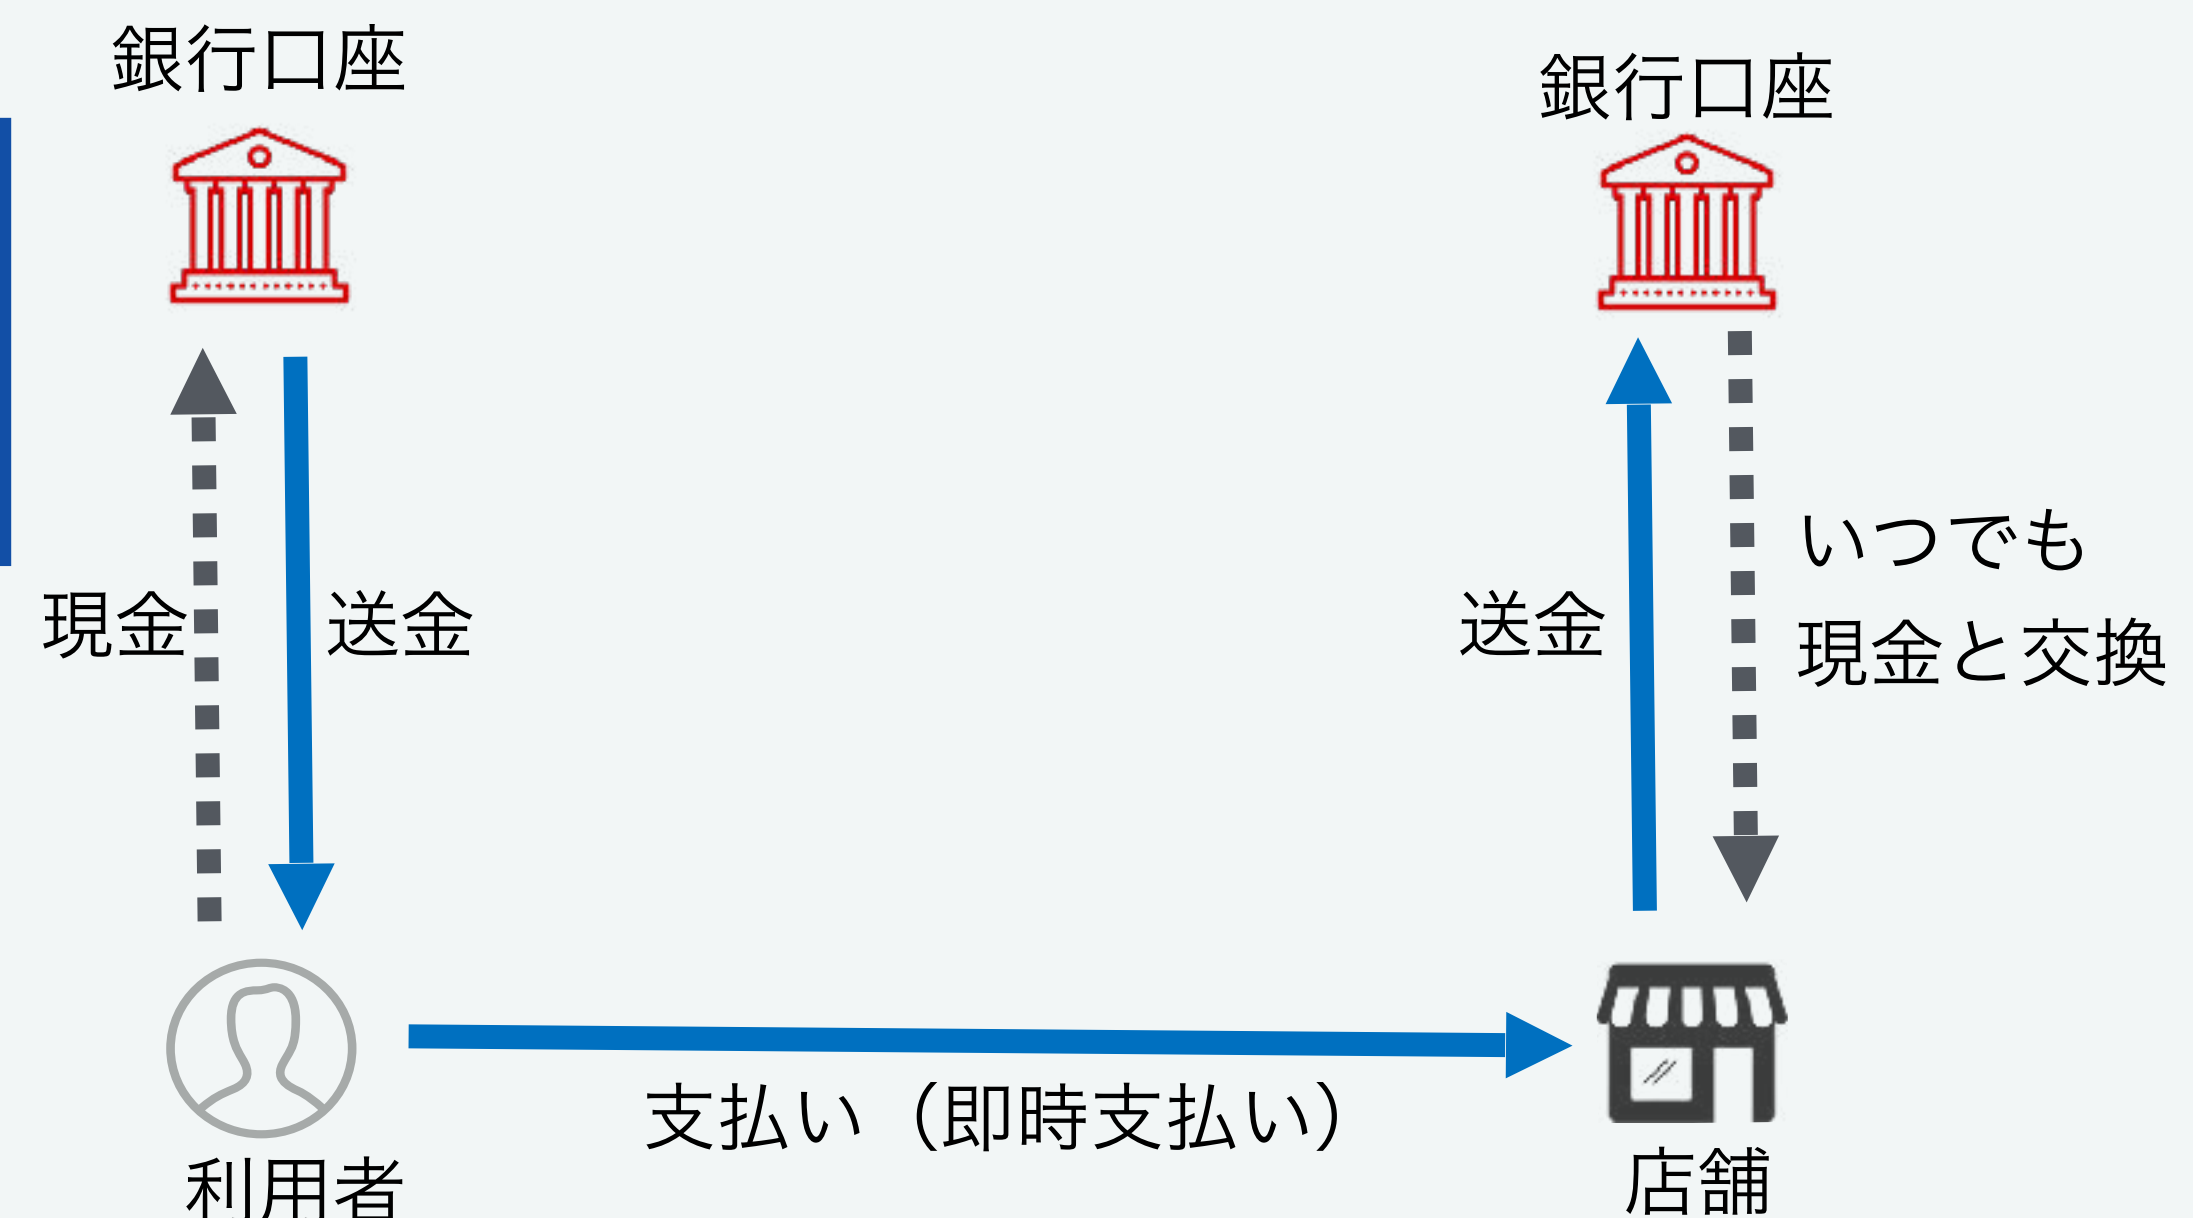 銀行口座
銀行口座
現金
送金
送金
いつでも
現金と交換
支払い（即時支払い）
利用者
店舗